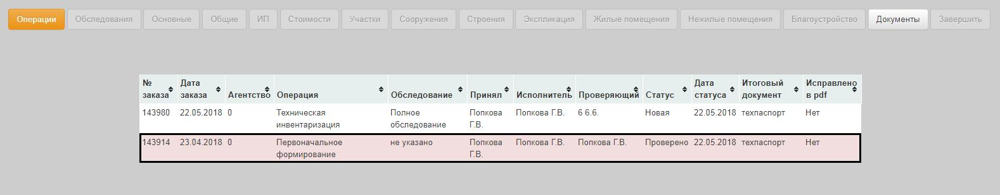 Операции Обследования Основные Общие ИП Стоимости Участки Сооружения Строения Экспликация Жилые помещения Нежилые помещения Благоустройство Документы Завершить
№ Дата Дата Итоговый Исправлено
заказа заказа Агентство Операция Обследование Принял Исполнитель Проверяющий Статус статуса документ в pdf
143980 22.05.2018 0 Техническая Полное Попкова Попкова Г.В. 6 6.6. Новая 22.05.2018 техпаспорт Нет
инвентаризация обследование Г.В.
143914 23.04.2018 0 Первоначальное не указано Попкова Попкова Г.В. Попкова Г.В. Проверено 22.05.2018 техпаспорт Нет
формирование Г.В.